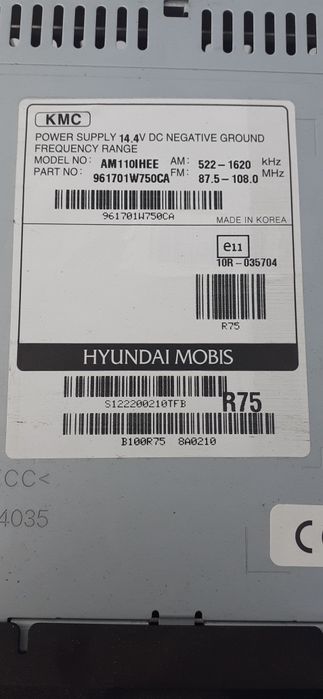 KMC
POWER SUPPLY 14.4V DC NEGATIVE GROUND
FREQUENCY RANGE
MODEL NO: AM110IHEE AM: 522-1620 kHz
PART NO: 961701W750CA FM: 87.5-108.0 MHz
961701W750CA
MADE IN KOREA
e11
10R-035704
R75
HYUNDAI MOBIS
S122200210TFB R75
B100R75 8A0210
CC<
4035
CE